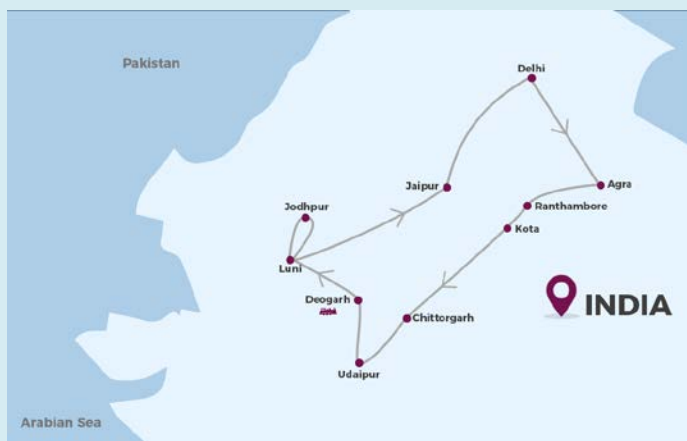 Pakistan
Delhi
Jaipur
Agra
Jodhpur
Ranthambore
Kota
Luni
Deogarh
INDIA
Chittorgarh
Udaipur
Arabian Sea